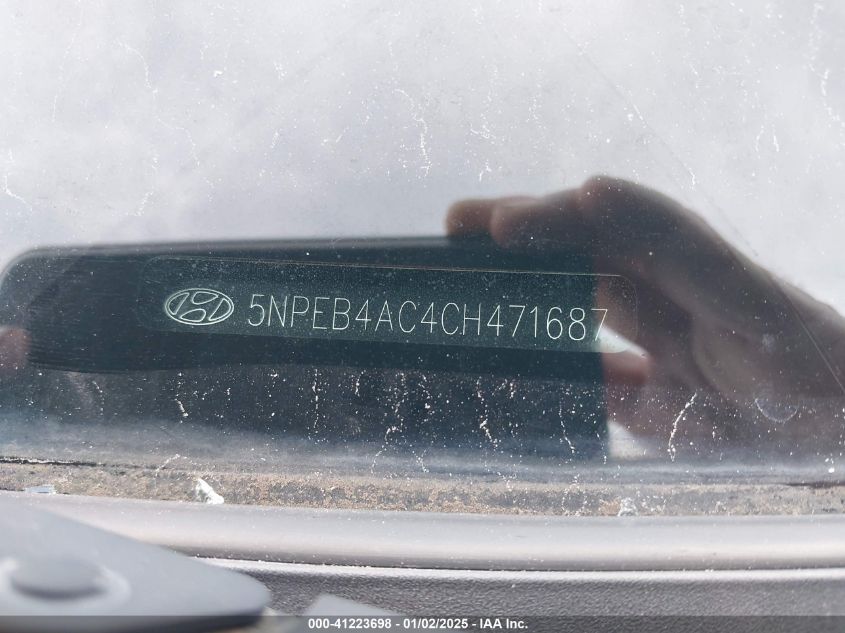 5NPEB4AC4CH471687
000-41223698 - 01/02/2025 - IAA Inc.